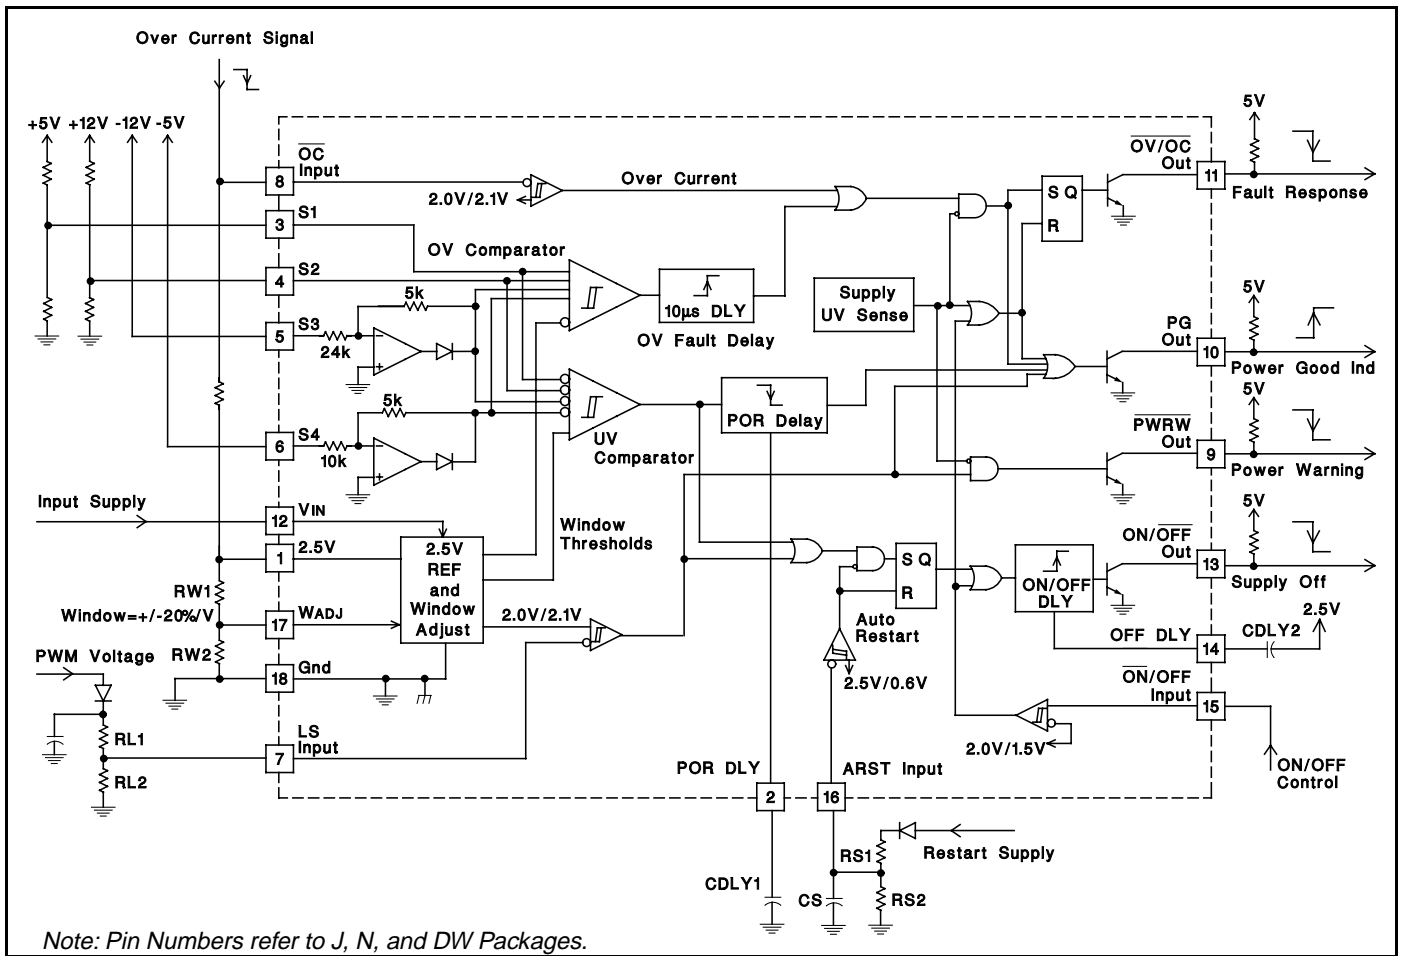 Over Current Signal
+5V +12V -12V -5V
OC
Input
8
S1
3
S2
4
S3
5
24k
5k
S4
6
10k
5k
2.0V/2.1V
Over Current
OV Comparator
10µs DLY
OV Fault Delay
UV
Comparator
POR Delay
Supply
UV Sense
S Q
R
OV/OC
Out
11
5V
Fault Response
PG
Out
10
5V
Power Good Ind
PWRW
Out
9
5V
Power Warning
ON/OFF
Out
13
5V
Supply Off
Input Supply
VIN
12
2.5V
1
RW1
Window=+/-20%/V
WADJ
17
RW2
Gnd
18
2.5V
REF
and
Window
Adjust
Window
Thresholds
2.0V/2.1V
PWM Voltage
RL1
RL2
LS
Input
7
S Q
R
Auto
Restart
2.5V/0.6V
ON/OFF
DLY
OFF DLY
14
CDLY2
2.5V
ON/OFF
Input
15
2.0V/1.5V
ON/OFF
Control
POR DLY
2
ARST Input
16
CDLY1
CS
RS1
RS2
Restart Supply
Note: Pin Numbers refer to J, N, and DW Packages.